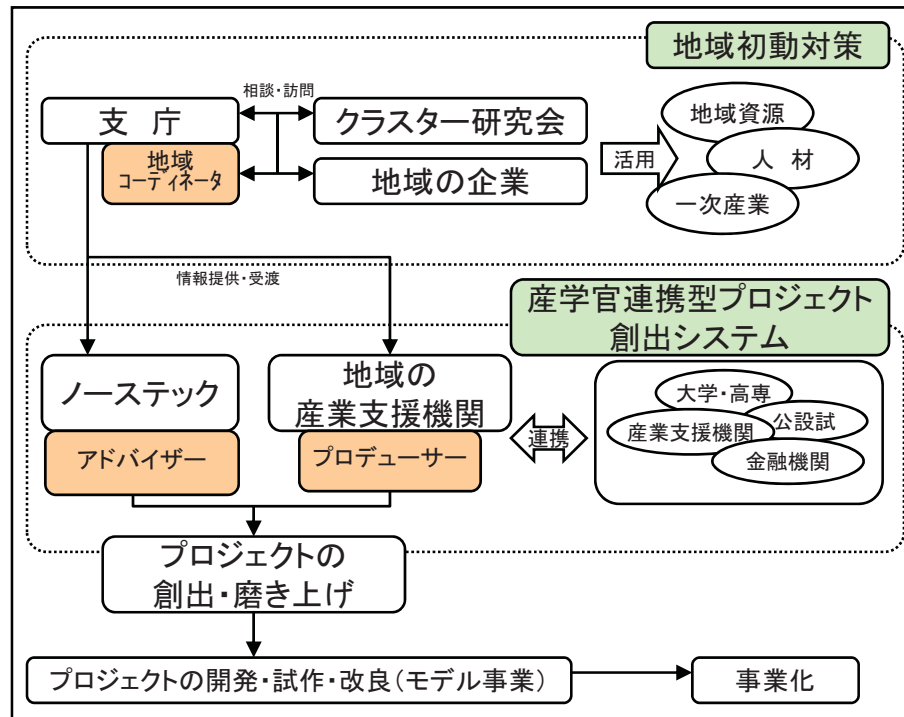 地域初動対策
相談・訪問
支 庁
地域
コーディネータ
クラスター研究会
地域の企業
活用
地域資源
人 材
一次産業
情報提供・受渡
産学官連携型プロジェクト
創出システム
ノーステック
アドバイザー
地域の
産業支援機関
プロデューサー
連携
大学・高専
公設試
産業支援機関
金融機関
プロジェクトの
創出・磨き上げ
プロジェクトの開発・試作・改良(モデル事業)
事業化